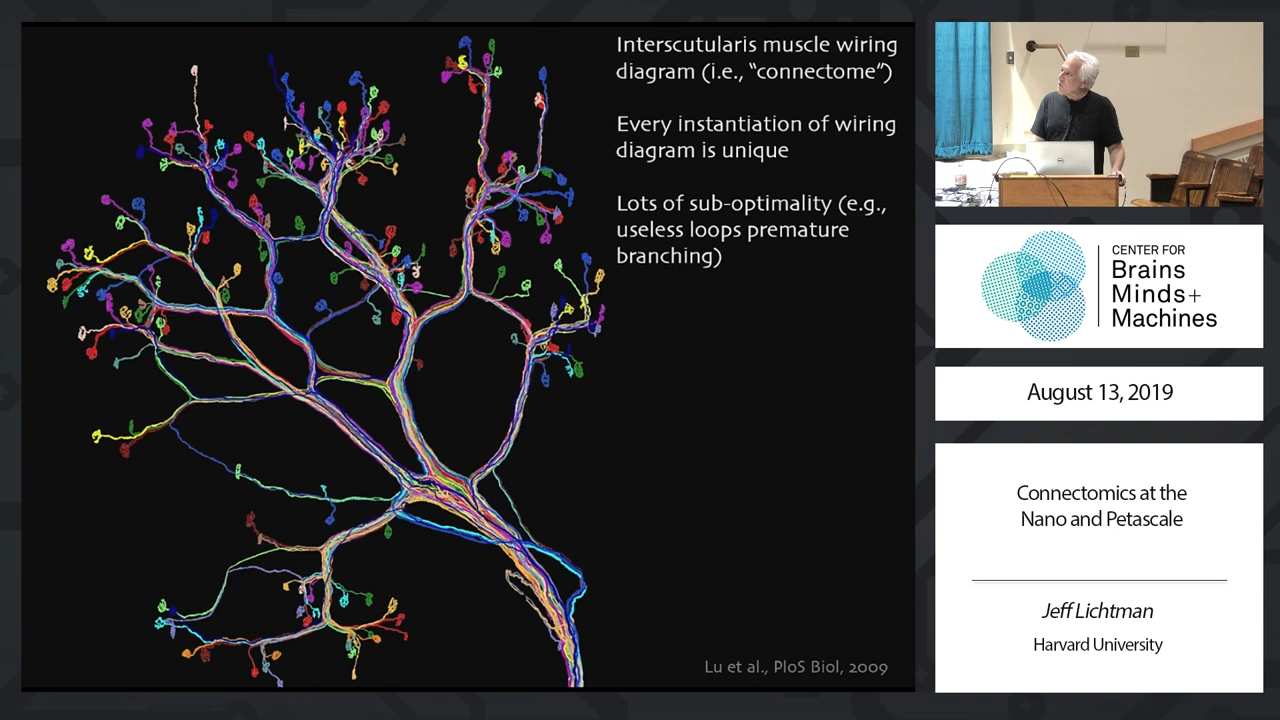 Interscutularis muscle wiring
diagram (i.e., “connectome”)
Every instantiation of wiring
diagram is unique
Lots of sub-optimality (e.g.,
useless loops premature
branching)
Lu et al., PloS Biol, 2009
CENTER FOR
Brains
Minds+
Machines
August 13, 2019
Connectomics at the
Nano and Petascale
Jeff Lichtman
Harvard University